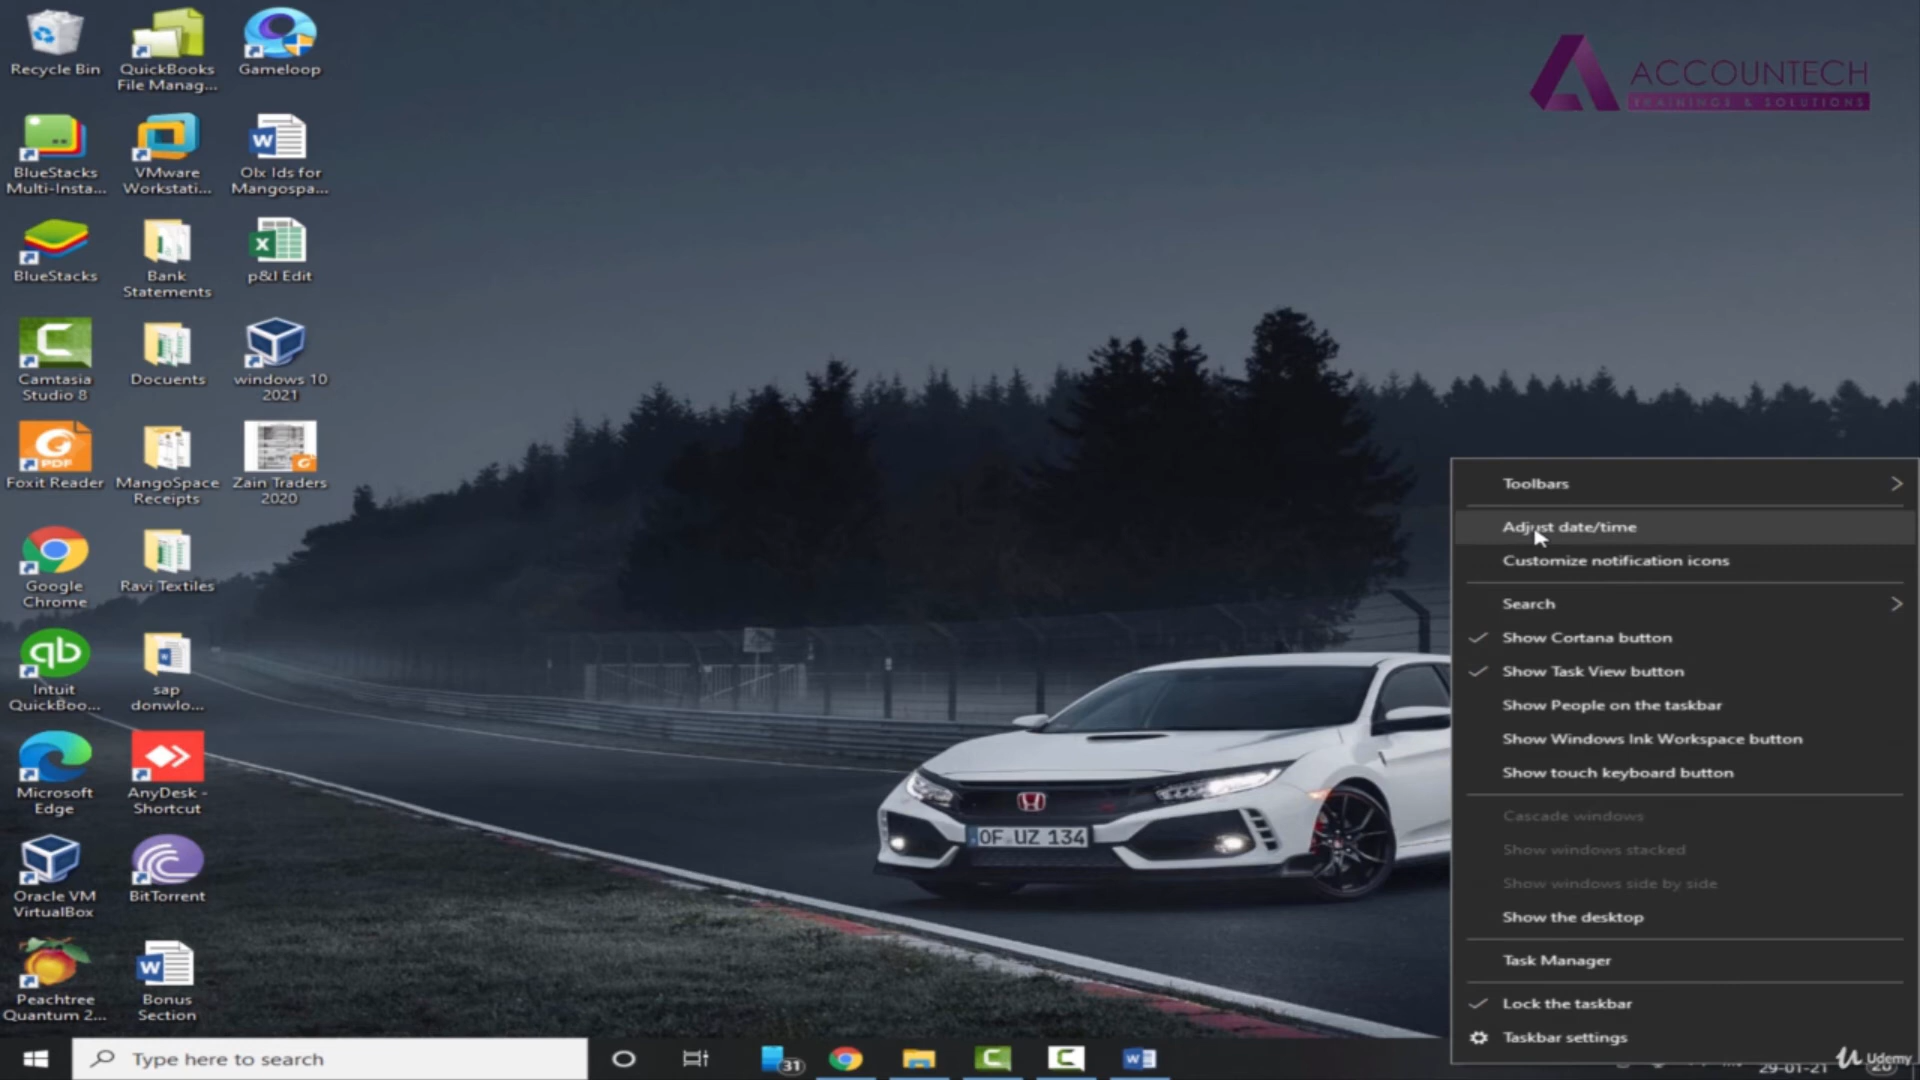 Recycle Bin
QuickBooks
File Manag...
Gameloop
BlueStacks
Multi-Insta...
VMware
Workstati...
Olx Ids for
Mangospa...
BlueStacks
Bank
Statements
p&l Edit
Camtasia
Studio 8
Docuents
windows 10
2021
Foxit Reader
MangoSpace
Receipts
Zain Traders
2020
Google
Chrome
Ravi Textiles
Intuit
QuickBoo...
sap
donwlo...
Microsoft
Edge
AnyDesk -
Shortcut
Oracle VM
VirtualBox
BitTorrent
Peachtree
Quantum 2...
Bonus
Section
PDF
ACCOUNTECH
TRAININGS & SOLUTIONS
OF UZ 134
Toolbars
Adjust date/time
Customize notification icons
Search
Show Cortana button
Show Task View button
Show People on the taskbar
Show Windows Ink Workspace button
Show touch keyboard button
Cascade windows
Show windows stacked
Show windows side by side
Show the desktop
Task Manager
Lock the taskbar
Taskbar settings
Type here to search
31
29-01-21
Udemy